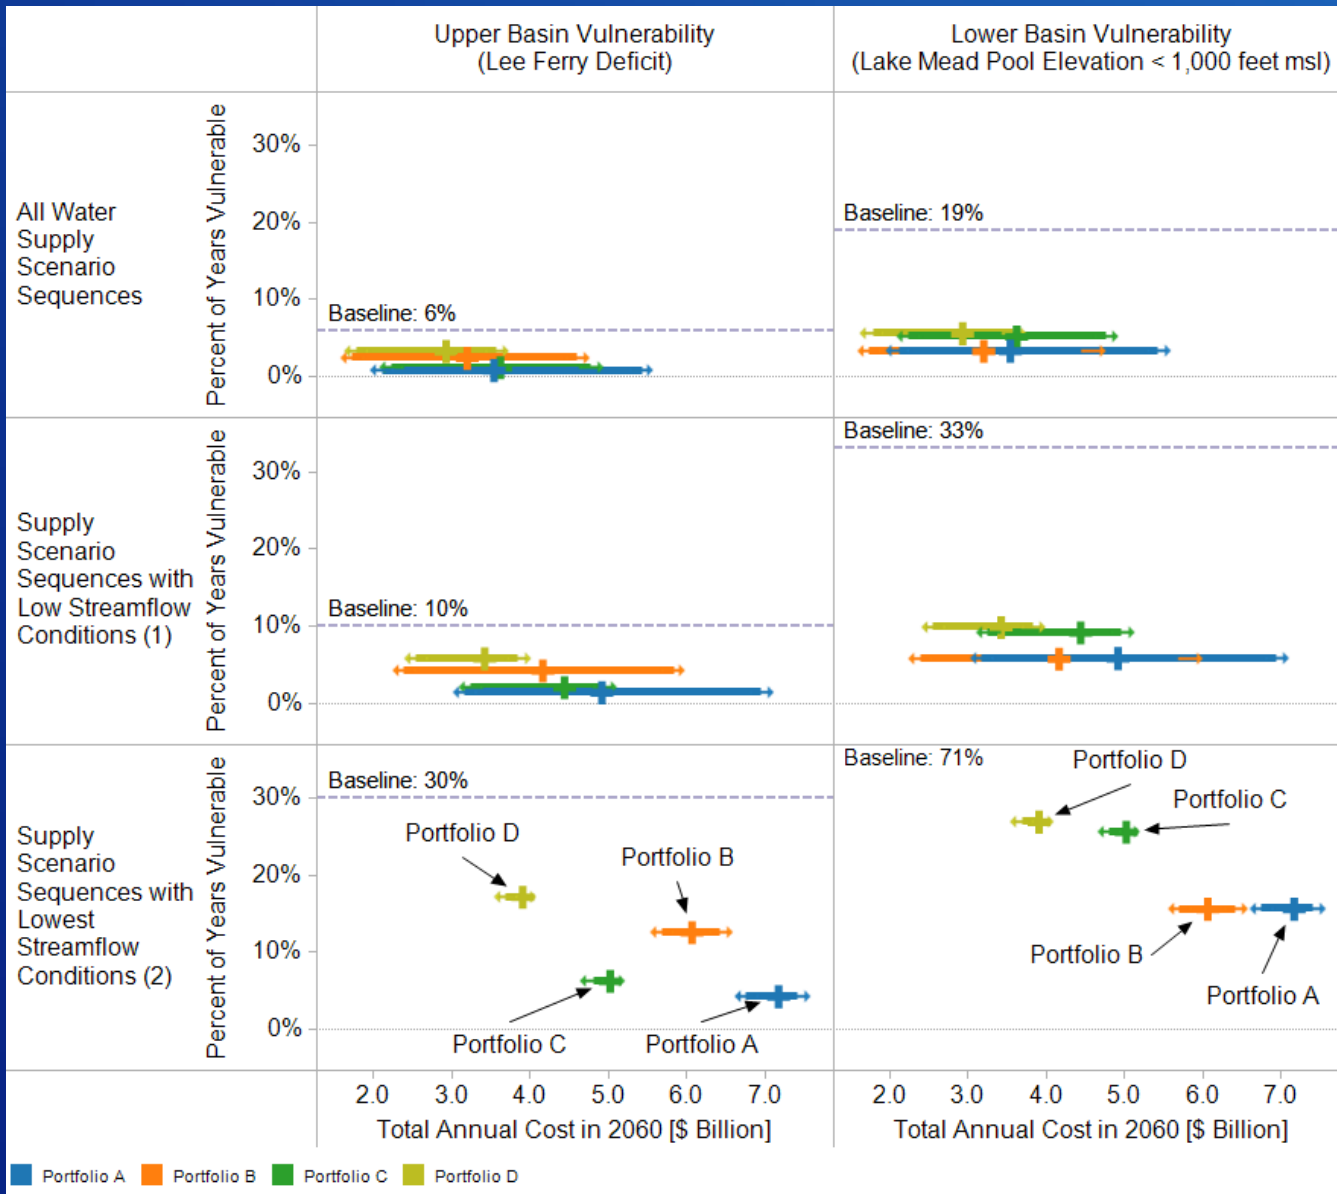 Upper Basin Vulnerability
(Lee Ferry Deficit)
Lower Basin Vulnerability
(Lake Mead Pool Elevation < 1,000 feet msl)
All Water
Supply
Scenario
Sequences
Percent of Years Vulnerable
30%
20%
10%
0%
Baseline: 6%
Baseline: 19%
Supply
Scenario
Sequences with
Low Streamflow
Conditions (1)
Percent of Years Vulnerable
30%
20%
10%
0%
Baseline: 10%
Baseline: 33%
Supply
Scenario
Sequences with
Lowest
Streamflow
Conditions (2)
Percent of Years Vulnerable
30%
20%
10%
0%
Baseline: 30%
Portfolio D
Portfolio B
Portfolio C
Portfolio A
Baseline: 71%
Portfolio D
Portfolio C
Portfolio B
Portfolio A
2.0 3.0 4.0 5.0 6.0 7.0
Total Annual Cost in 2060 [$ Billion]
2.0 3.0 4.0 5.0 6.0 7.0
Total Annual Cost in 2060 [$ Billion]
Portfolio A Portfolio B Portfolio C Portfolio D